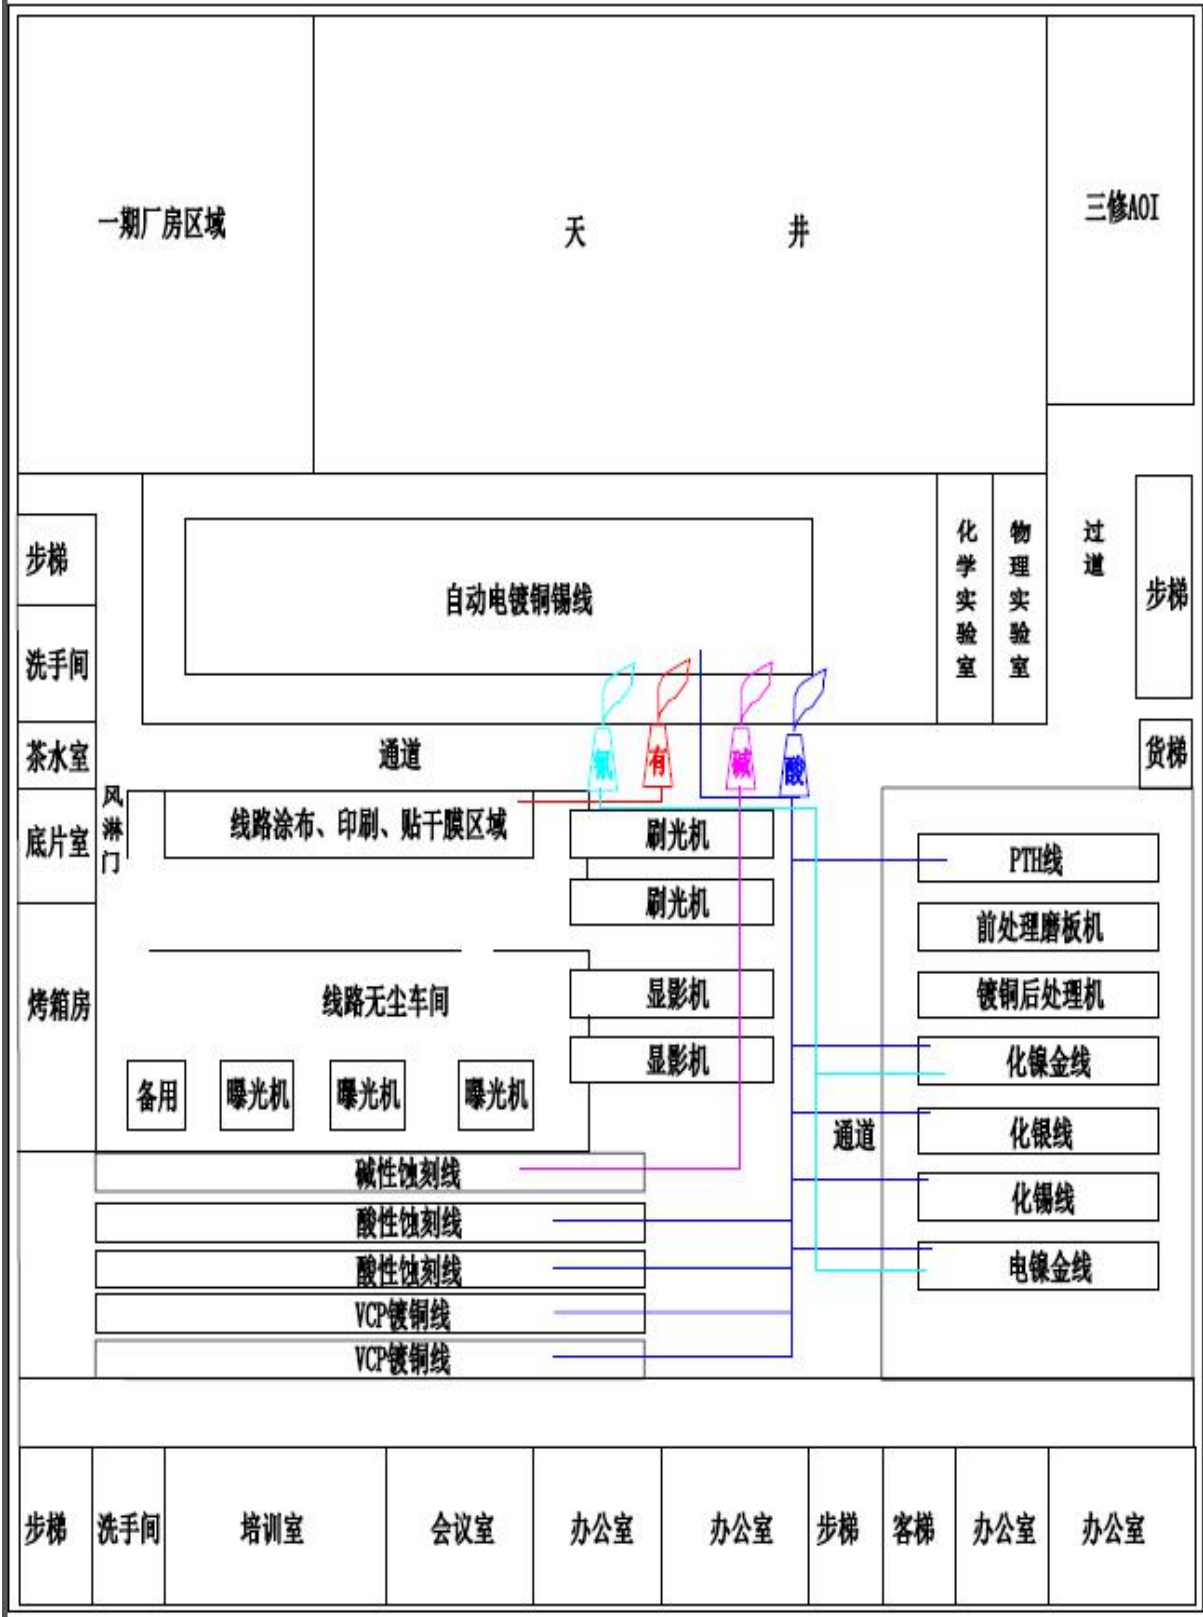 一期厂房区域
天 井
三修AOI
步梯
自动电镀铜锡线
化学实验室
物理实验室
过道
步梯
洗手间
茶水室
通道
氰
有
碱
酸
货梯
底片室
风淋门
线路涂布、印刷、贴干膜区域
刷光机
PTH线
刷光机
前处理磨板机
烤箱房
线路无尘车间
显影机
镀铜后处理机
显影机
化镍金线
备用
曝光机
曝光机
曝光机
通道
化银线
碱性蚀刻线
化锡线
酸性蚀刻线
酸性蚀刻线
电镍金线
VCP镀铜线
VCP镀铜线
步梯
洗手间
培训室
会议室
办公室
办公室
步梯
客梯
办公室
办公室